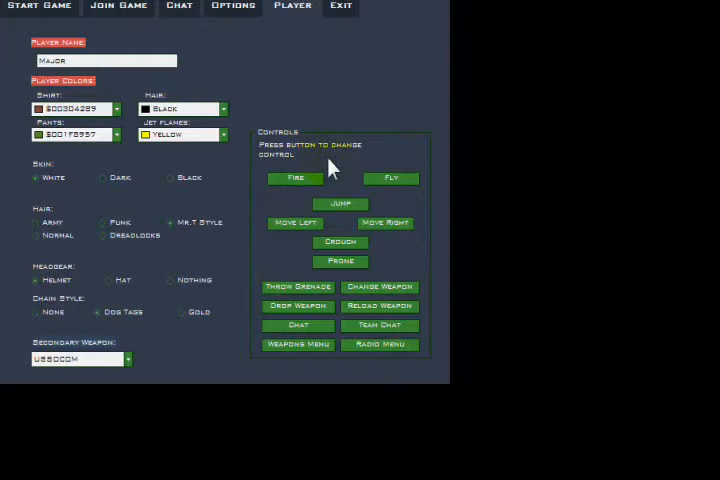 START GAME JOIN GAME CHAT OPTIONS PLAYER EXIT
PLAYER NAME:
MAJOR
PLAYER COLORS:
SHIRT: HAIR:
$00304289 BLACK
PANTS: JET FLAMES:
$001F8957 YELLOW
SKIN:
WHITE DARK BLACK
HAIR:
ARMY PUNK MR.T STYLE
NORMAL DREADLOCKS
HEADGEAR:
HELMET HAT NOTHING
CHAIN STYLE:
NONE DOG TAGS GOLD
SECONDARY WEAPON:
USSOCOM
CONTROLS
PRESS BUTTON TO CHANGE
CONTROL
FIRE FLY
JUMP
MOVE LEFT MOVE RIGHT
CROUCH
PRONE
THROW GRENADE CHANGE WEAPON
DROP WEAPON RELOAD WEAPON
CHAT TEAM CHAT
WEAPONS MENU RADIO MENU